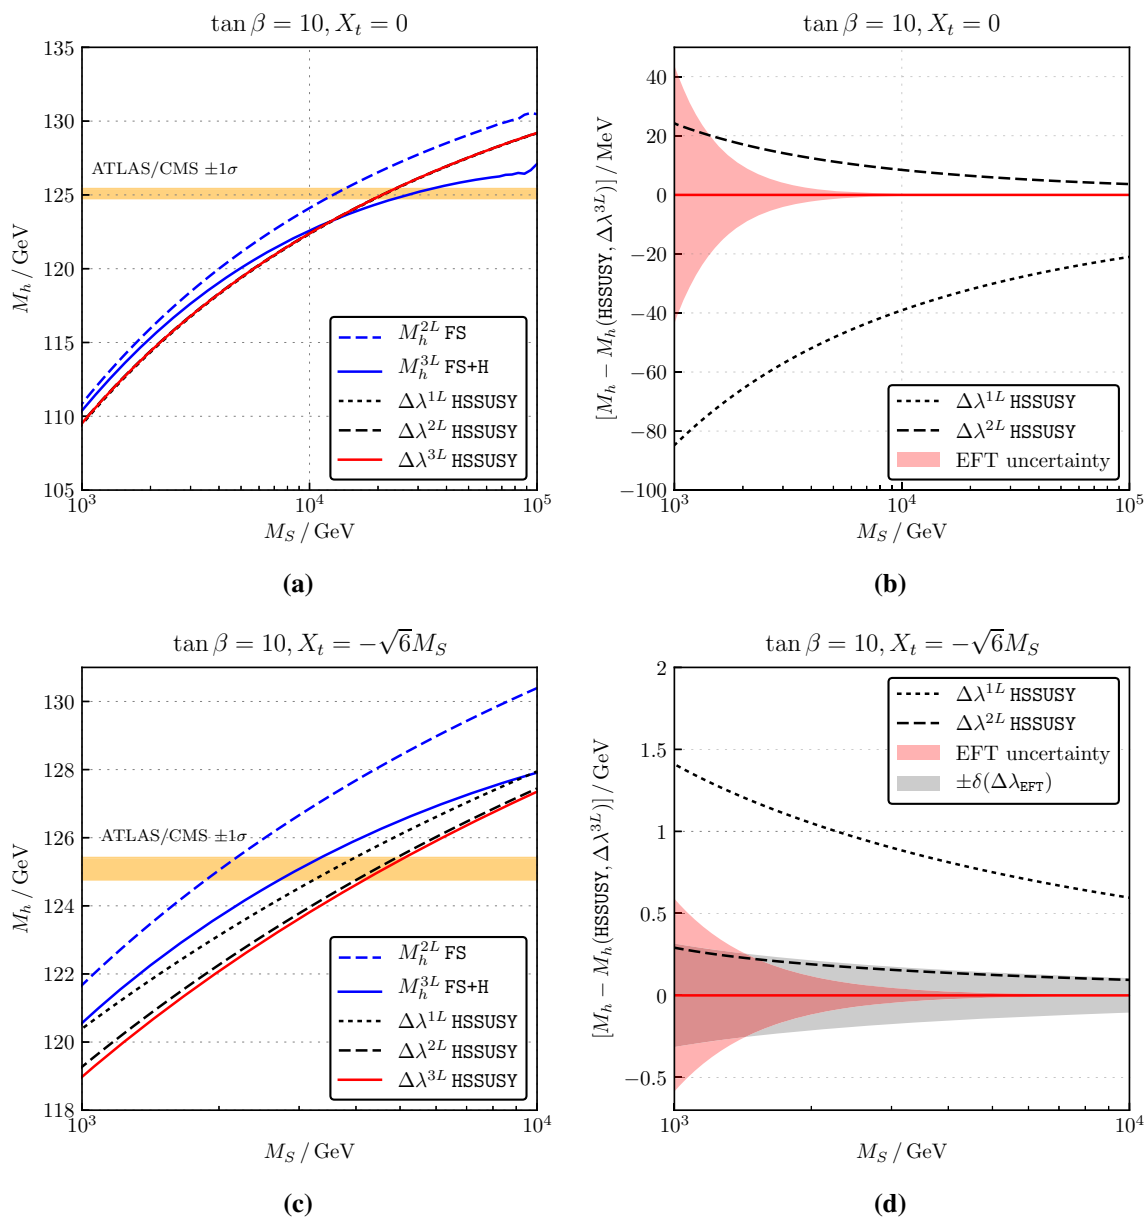 tan β = 10, X_t = 0
135
130
125
120
115
110
105
M_h / GeV
ATLAS/CMS ±1σ
M_h^{2L} FS
M_h^{3L} FS+H
Δλ^{1L} HSSUSY
Δλ^{2L} HSSUSY
Δλ^{3L} HSSUSY
10^3
10^4
10^5
M_S / GeV
(a)
tan β = 10, X_t = 0
40
20
0
−20
−40
−60
−80
−100
[M_h − M_h(HSSUSY, Δλ^{3L})] / MeV
Δλ^{1L} HSSUSY
Δλ^{2L} HSSUSY
EFT uncertainty
10^3
10^4
10^5
M_S / GeV
(b)
tan β = 10, X_t = −√6M_S
130
128
126
124
122
120
118
M_h / GeV
ATLAS/CMS ±1σ
M_h^{2L} FS
M_h^{3L} FS+H
Δλ^{1L} HSSUSY
Δλ^{2L} HSSUSY
Δλ^{3L} HSSUSY
10^3
10^4
M_S / GeV
(c)
tan β = 10, X_t = −√6M_S
2
1.5
1
0.5
0
−0.5
[M_h − M_h(HSSUSY, Δλ^{3L})] / GeV
Δλ^{1L} HSSUSY
Δλ^{2L} HSSUSY
EFT uncertainty
±δ(Δλ_{EFT})
10^3
10^4
M_S / GeV
(d)